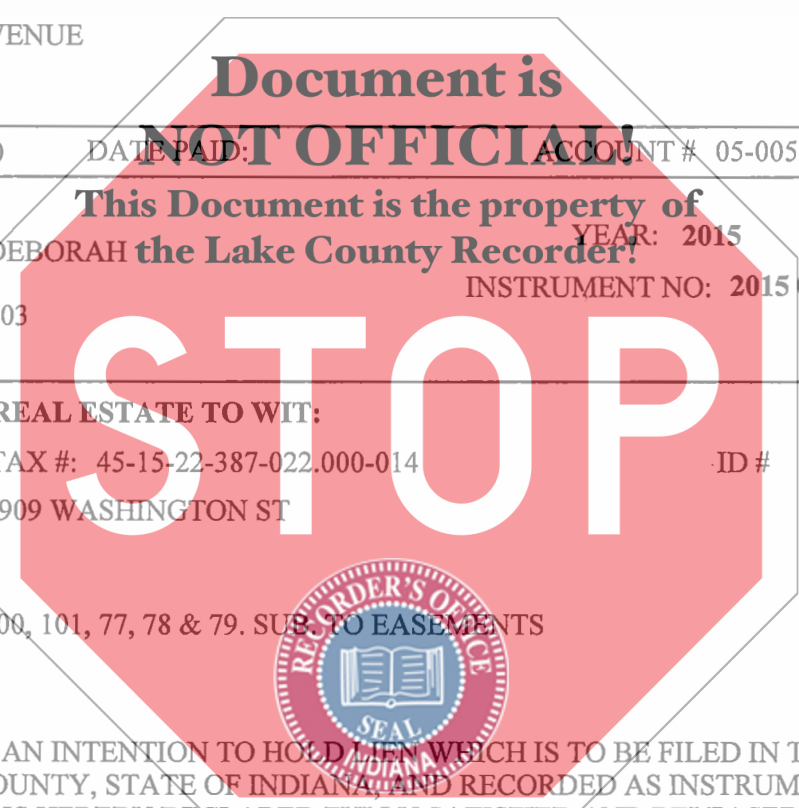 VENUE
Document is
NOT OFFICIAL!
) DATE PAID: ACCOUNT # 05-005
This Document is the property of
the Lake County Recorder!
YEAR: 2015
DEBORAH
INSTRUMENT NO: 2015
03
STOP
REAL ESTATE TO WIT:
TAX #: 45-15-22-387-022.000-014 ID #
909 WASHINGTON ST
00, 101, 77, 78 & 79. SUB. TO EASEMENTS
RECORDER'S OFFICE
SEAL
INDIANA
AN INTENTION TO HOLD LIEN WHICH IS TO BE FILED IN T
OUNTY, STATE OF INDIANA, AND RECORDED AS INSTRUM